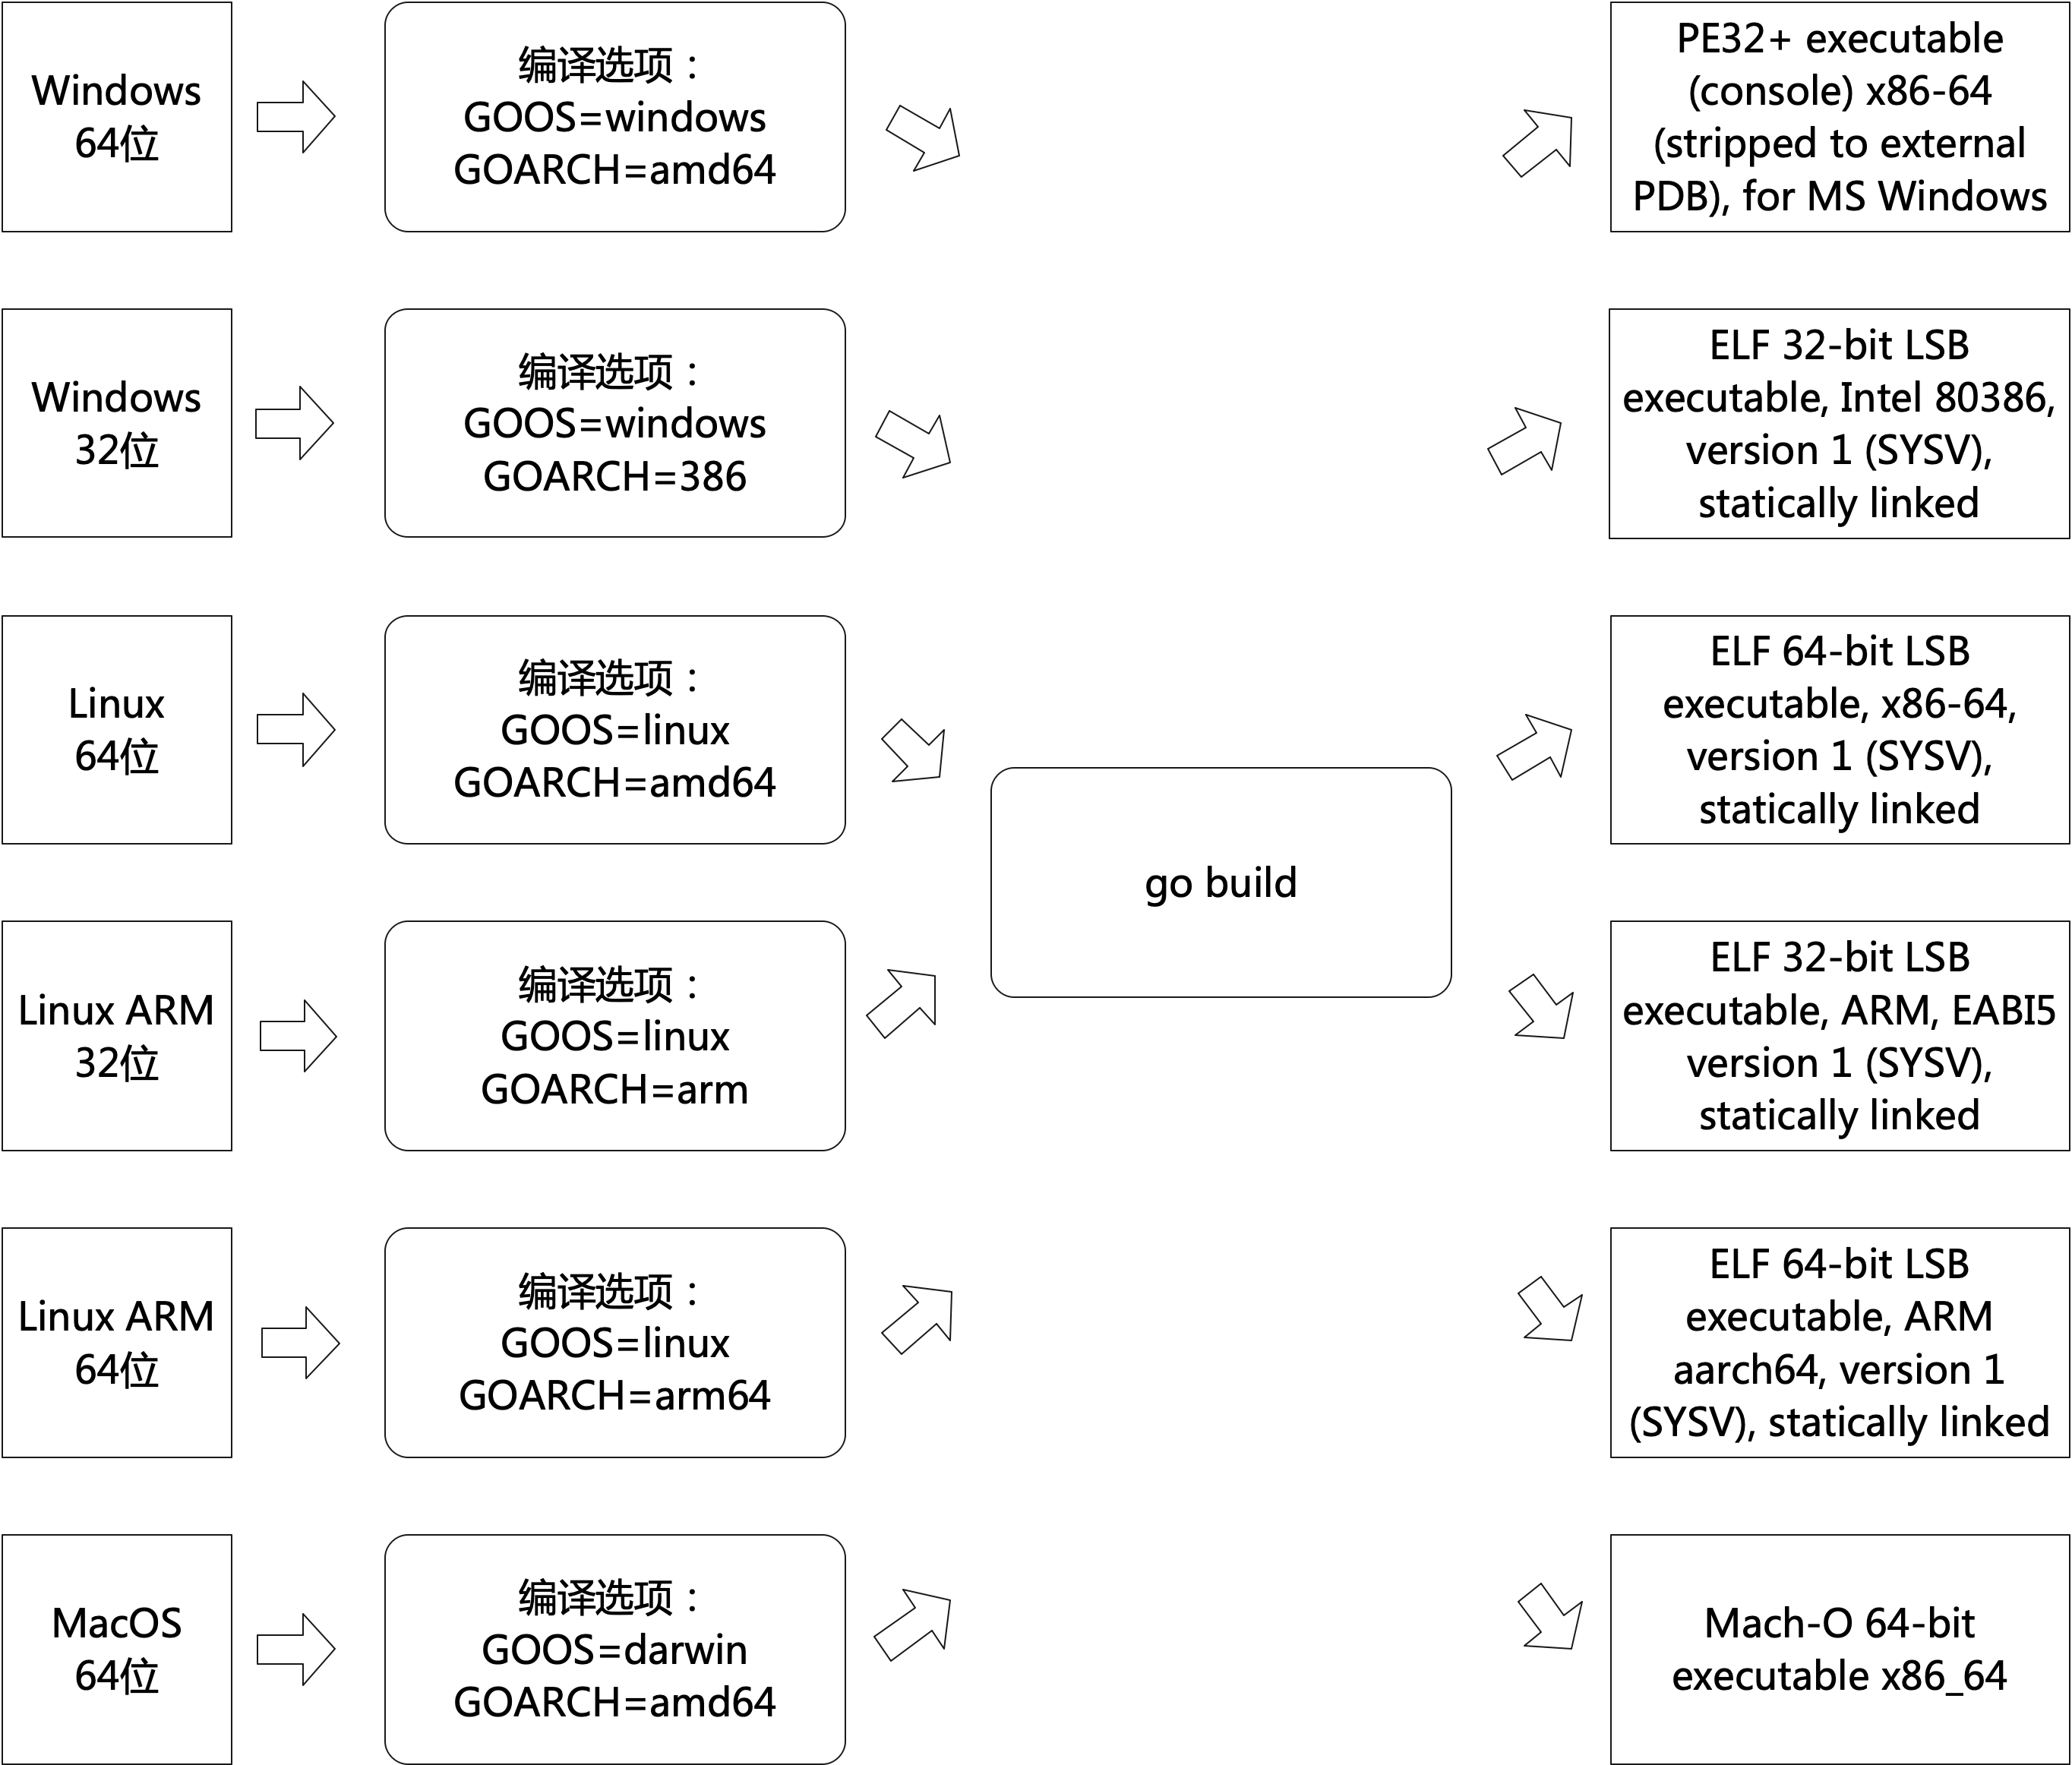 Windows
64位
编译选项：
GOOS=windows
GOARCH=amd64
PE32+ executable
(console) x86-64
(stripped to external
PDB), for MS Windows
Windows
32位
编译选项：
GOOS=windows
GOARCH=386
ELF 32-bit LSB
executable, Intel 80386,
version 1 (SYSV),
statically linked
Linux
64位
编译选项：
GOOS=linux
GOARCH=amd64
go build
ELF 64-bit LSB
executable, x86-64,
version 1 (SYSV),
statically linked
Linux ARM
32位
编译选项：
GOOS=linux
GOARCH=arm
ELF 32-bit LSB
executable, ARM, EABI5
version 1 (SYSV),
statically linked
Linux ARM
64位
编译选项：
GOOS=linux
GOARCH=arm64
ELF 64-bit LSB
executable, ARM
aarch64, version 1
(SYSV), statically linked
MacOS
64位
编译选项：
GOOS=darwin
GOARCH=amd64
Mach-O 64-bit
executable x86_64